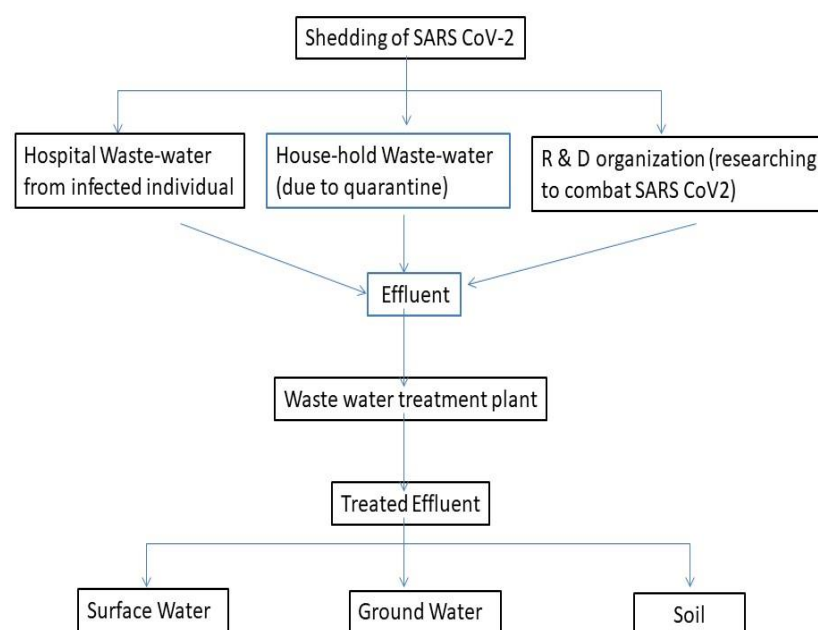 Shedding of SARS CoV-2
Hospital Waste-water
from infected individual
House-hold Waste-water
(due to quarantine)
R & D organization (researching
to combat SARS CoV2)
Effluent
Waste water treatment plant
Treated Effluent
Surface Water
Ground Water
Soil